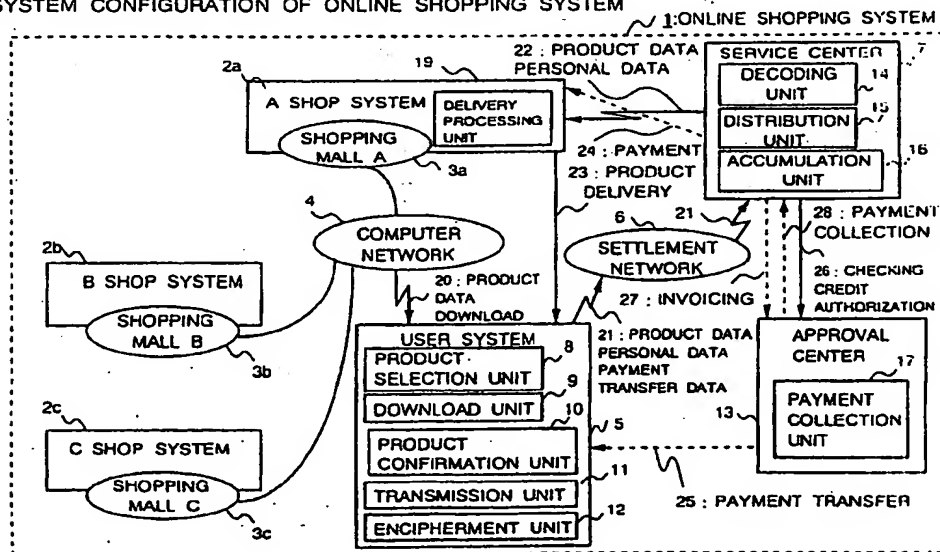 SYSTEM CONFIGURATION OF ONLINE SHOPPING SYSTEM
1:ONLINE SHOPPING SYSTEM
2a
19
22 : PRODUCT DATA
PERSONAL DATA
SERVICE CENTER
7
DECODING
UNIT
14
DISTRIBUTION
UNIT
15
ACCUMULATION
UNIT
16
A SHOP SYSTEM
DELIVERY
PROCESSING
UNIT
SHOPPING
MALL A
3a
24 : PAYMENT
23 : PRODUCT
DELIVERY
4
COMPUTER
NETWORK
6
21
SETTLEMENT
NETWORK
28 : PAYMENT
COLLECTION
26 : CHECKING
CREDIT
AUTHORIZATION
27 : INVOICING
2b
B SHOP SYSTEM
SHOPPING
MALL B
3b
20 : PRODUCT
DATA
DOWNLOAD
USER SYSTEM
8
PRODUCT
SELECTION UNIT
9
DOWNLOAD UNIT
10
5
PRODUCT
CONFIRMATION UNIT
11
TRANSMISSION UNIT
12
ENCIPHERMENT UNIT
21 : PRODUCT DATA
PERSONAL DATA
PAYMENT
TRANSFER DATA
APPROVAL
CENTER
17
13
PAYMENT
COLLECTION
UNIT
25 : PAYMENT TRANSFER
2c
C SHOP SYSTEM
SHOPPING
MALL C
3c